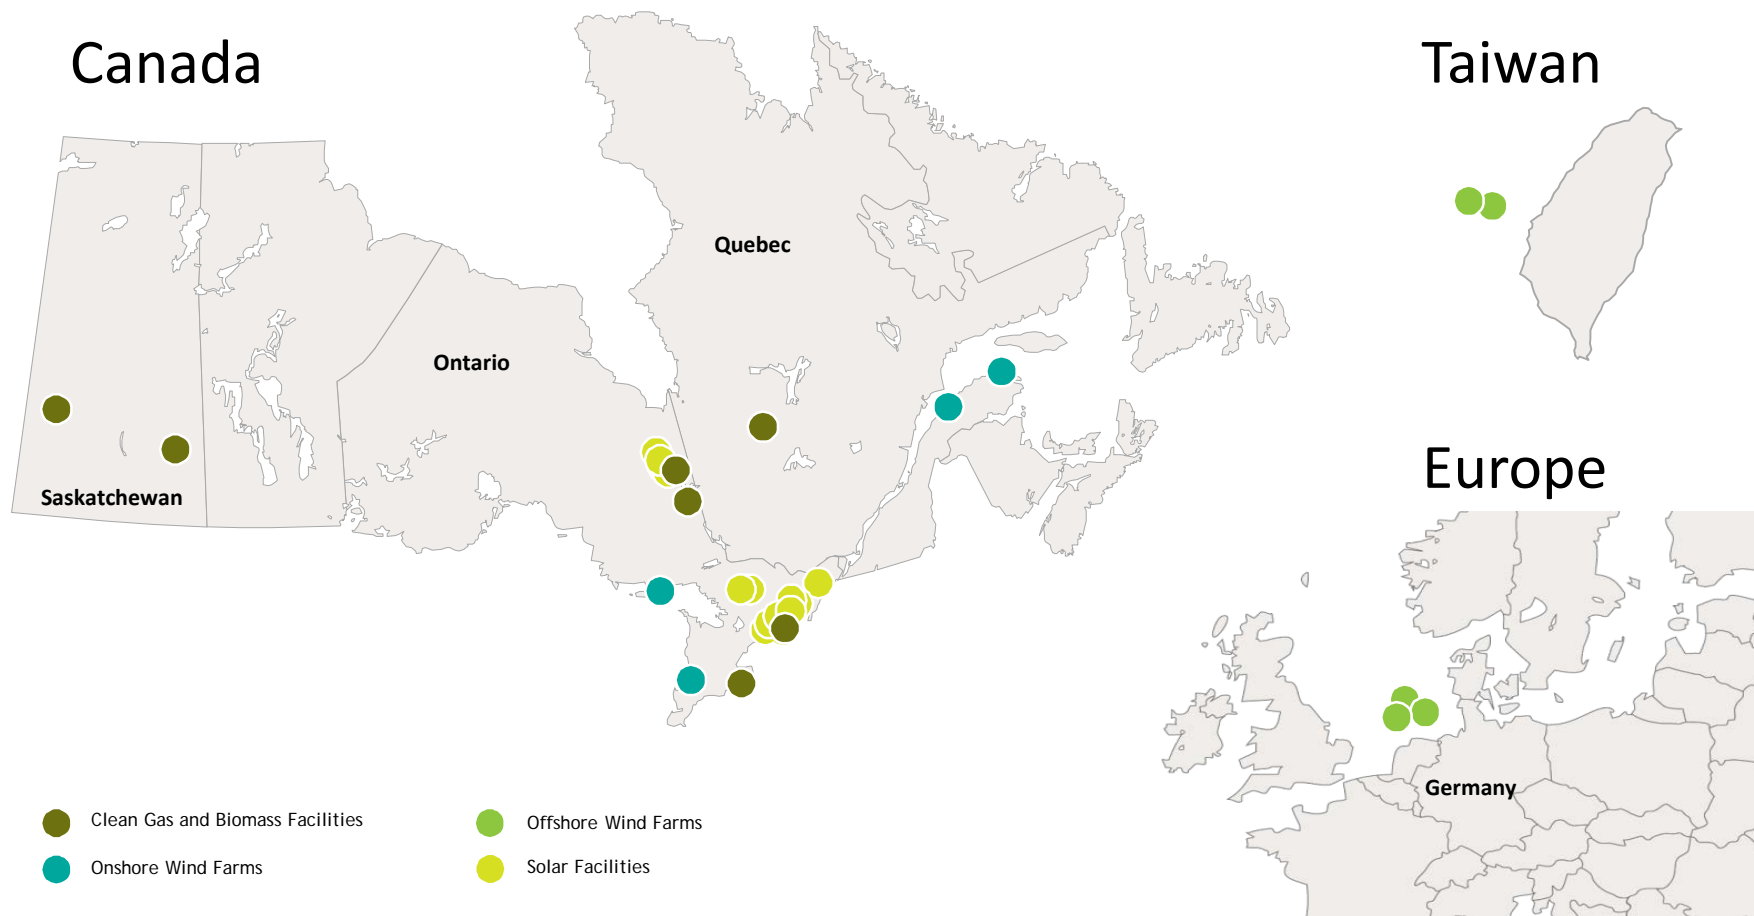 Canada
Taiwan
Quebec
Ontario
Saskatchewan
Europe
Germany
Clean Gas and Biomass Facilities
Offshore Wind Farms
Onshore Wind Farms
Solar Facilities